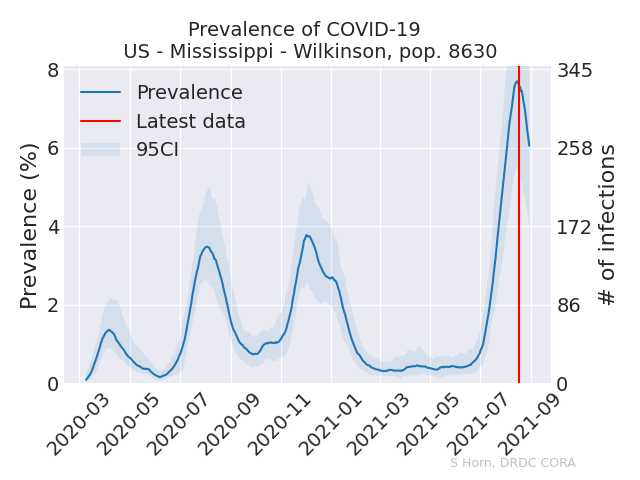 Prevalence of COVID-19
US - Mississippi - Wilkinson, pop. 8630
8
6
4
2
0
Prevalence (%)
Prevalence
Latest data
95CI
345
258
172
86
0
# of infections
2020-03
2020-05
2020-07
2020-09
2020-11
2021-01
2021-03
2021-05
2021-07
2021-09
S Horn, DRDC CORA